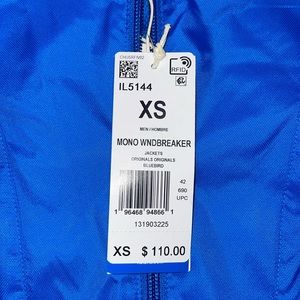 RFID
IL5144
XS
MEN / HOMBRE
MONO WNDBREAKER
JACKETS
ORIGINALS ORIGINALS
BLUEBIRD
42
690
UPC
1 96468 94866 1
131903225
XS $ 110.00